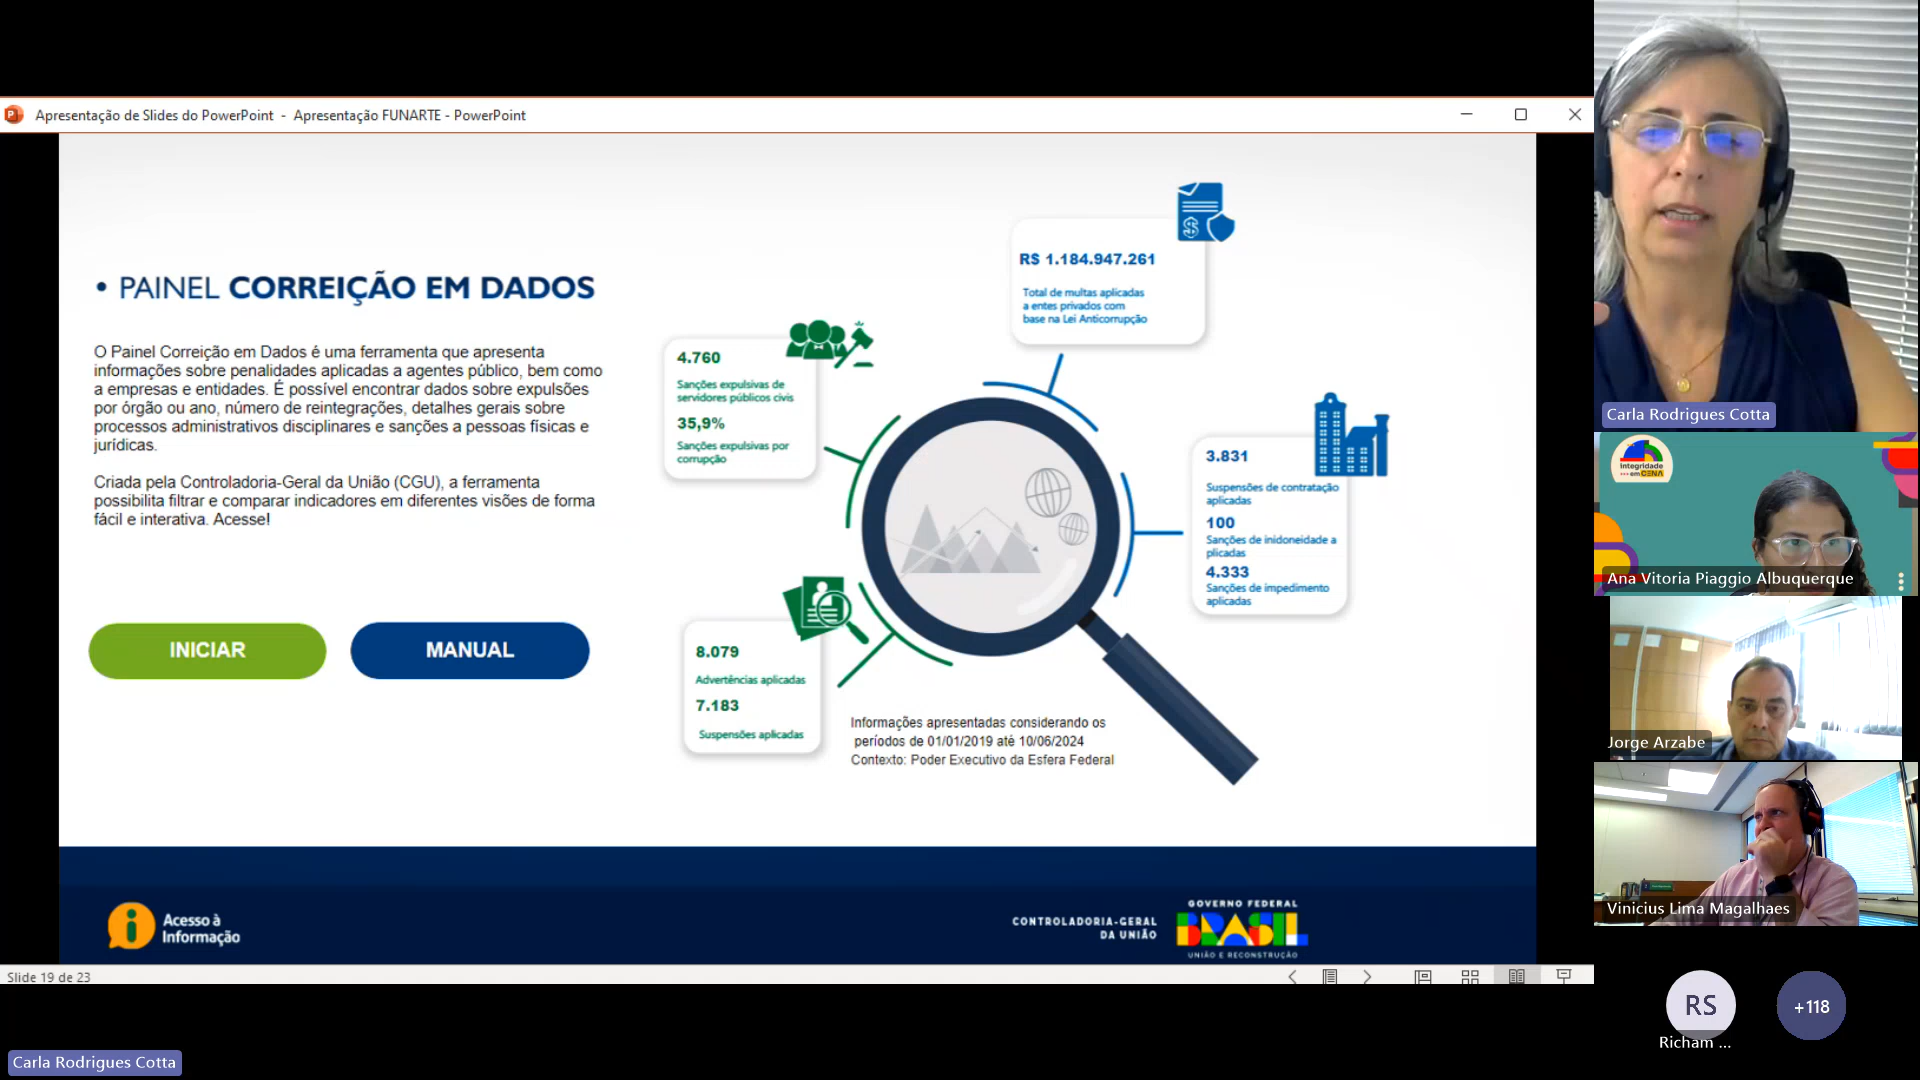 Apresentação de Slides do PowerPoint - Apresentação FUNARTE - PowerPoint
• PAINEL CORREIÇÃO EM DADOS
O Painel Correição em Dados é uma ferramenta que apresenta
informações sobre penalidades aplicadas a agentes público, bem como
a empresas e entidades. É possível encontrar dados sobre expulsões
por órgão ou ano, número de reintegrações, detalhes gerais sobre
processos administrativos disciplinares e sanções a pessoas físicas e
jurídicas.
Criada pela Controladoria-Geral da União (CGU), a ferramenta
possibilita filtrar e comparar indicadores em diferentes visões de forma
fácil e interativa. Acesse!
INICIAR
MANUAL
4.760
Sanções expulsivas de
servidores públicos civis
35,9%
Sanções expulsivas por
corrupção
R$ 1.184.947.261
Total de multas aplicadas
a entes privados com
base na Lei Anticorrupção
3.831
Suspensões de contratação
aplicadas
100
Sanções de inidoneidade a
plicadas
4.333
Sanções de impedimento
aplicadas
8.079
Advertências aplicadas
7.183
Suspensões aplicadas
Informações apresentadas considerando os
períodos de 01/01/2019 até 10/06/2024
Contexto: Poder Executivo da Esfera Federal
Acesso à
Informação
CONTROLADORIA-GERAL
DA UNIÃO
GOVERNO FEDERAL
BRASIL
UNIÃO E RECONSTRUÇÃO
Slide 19 de 23
Carla Rodrigues Cotta
Carla Rodrigues Cotta
integridade
em CENA
Ana Vitoria Piaggio Albuquerque
Jorge Arzabe
Vinicius Lima Magalhaes
RS
Richam ...
+118